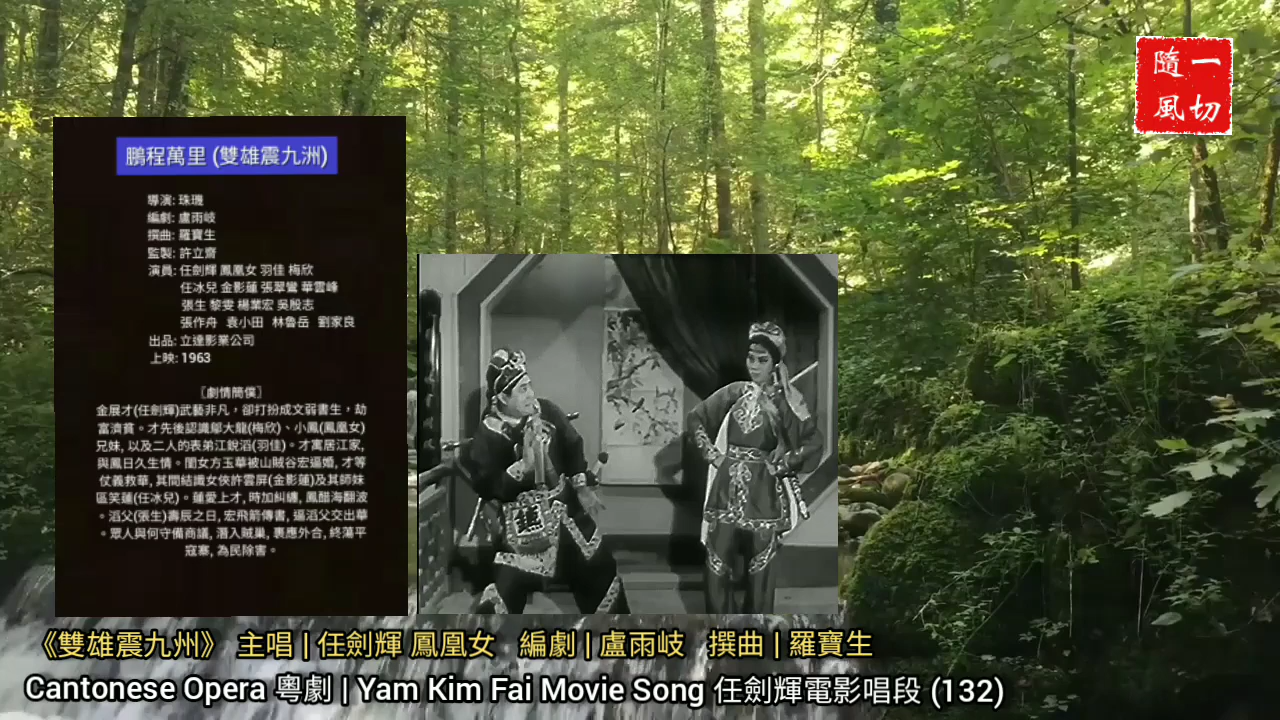 隨一
風切
鵬程萬里 (雙雄震九洲)
導演: 珠璣
編劇: 盧雨岐
撰曲: 羅寶生
監製: 許立齋
演員: 任劍輝 鳳凰女 羽佳 梅欣
任冰兒 金影蓮 張翠鸞 華雲峰
張生 黎雯 楊業宏 吳殷志
張作舟 袁小田 林魯岳 劉家良
出品: 立達影業公司
上映: 1963
〖劇情簡僕〗
金展才(任劍輝)武藝非凡，卻打扮成文弱書生，劫
富濟貧。才先後認識鄔大龍(梅欣)、小鳳(鳳凰女)
兄妹, 以及二人的表弟江銳滔(羽佳)。才寓居江家,
與鳳日久生情。閨女方玉華被山賊谷宏逼婚, 才等
仗義救華, 其間結識女俠許雲屏(金影蓮)及其師妹
區笑蓮(任冰兒)。蓮愛上才, 時加糾纏, 鳳醋海翻波
。滔父(張生)壽辰之日, 宏飛箭傳書, 逼滔父交出華
。眾人與何守備商議, 潛入賊巢, 裏應外合, 終蕩平
寇寨, 為民除害。
《雙雄震九州》 主唱 | 任劍輝 鳳凰女 編劇 | 盧雨岐 撰曲 | 羅寶生
Cantonese Opera 粵劇 | Yam Kim Fai Movie Song 任劍輝電影唱段 (132)